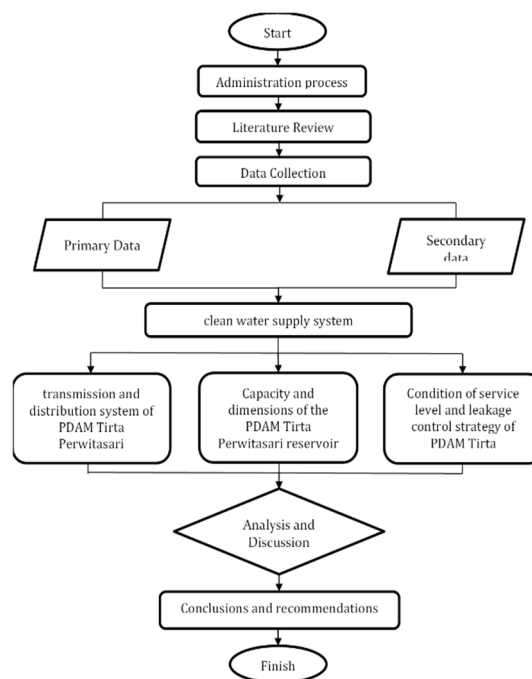 Start
Administration process
Literature Review
Data Collection
Primary Data
Secondary
data
clean water supply system
transmission and
distribution system of
PDAM Tirta
Perwitasari
Capacity and
dimensions of the
PDAM Tirta
Perwitasari reservoir
Condition of service
level and leakage
control strategy of
PDAM Tirta
Analysis and
Discussion
Conclusions and recommendations
Finish